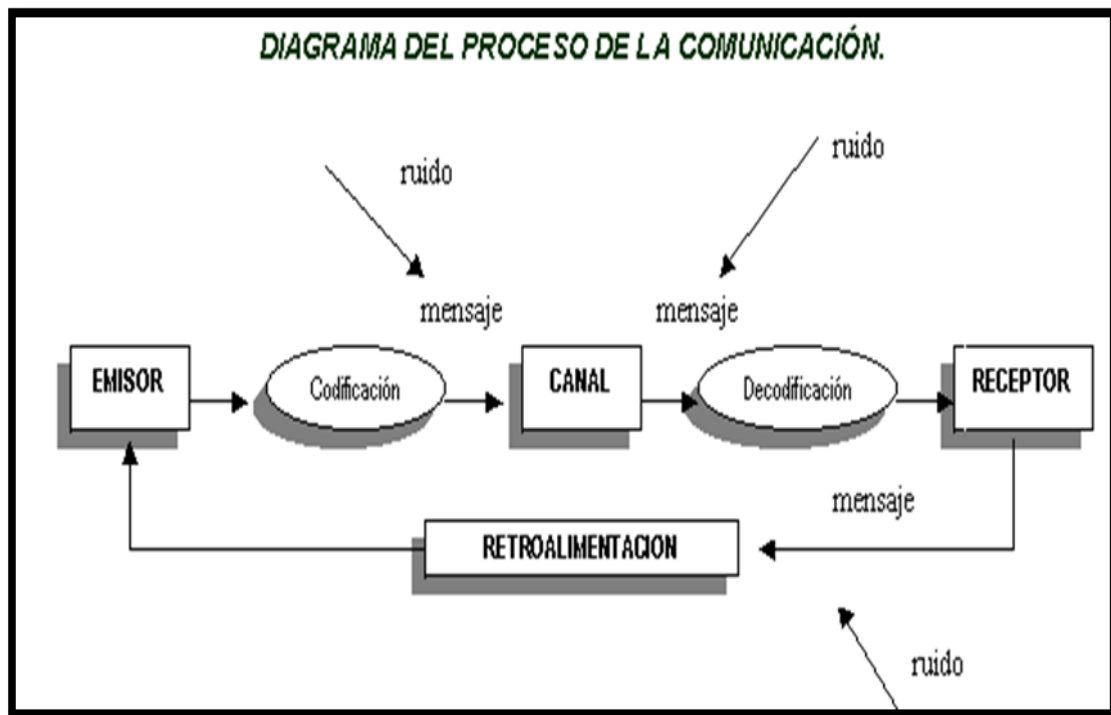 DIAGRAMA DEL PROCESO DE LA COMUNICACIÓN.
ruido
ruido
mensaje
mensaje
EMISOR
Codificación
CANAL
Decodificación
RECEPTOR
mensaje
RETROALIMENTACION
ruido